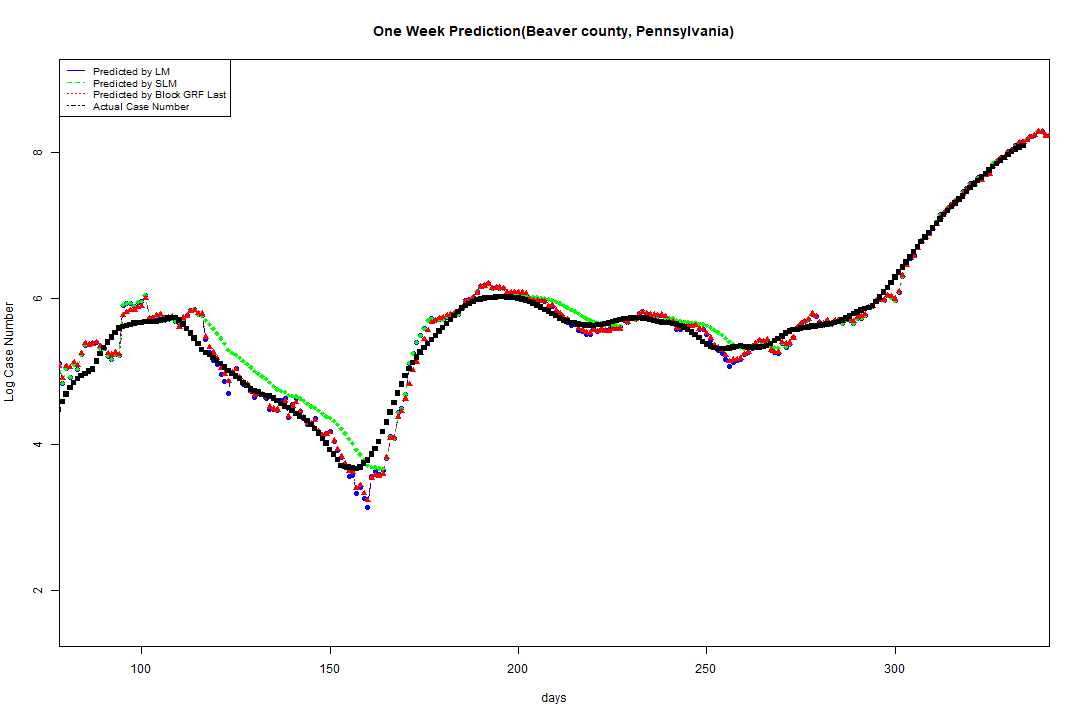 One Week Prediction(Beaver county, Pennsylvania)
Predicted by LM
Predicted by SLM
Predicted by Block GRF Last
Actual Case Number
Log Case Number
8
6
4
2
100 150 200 250 300
days